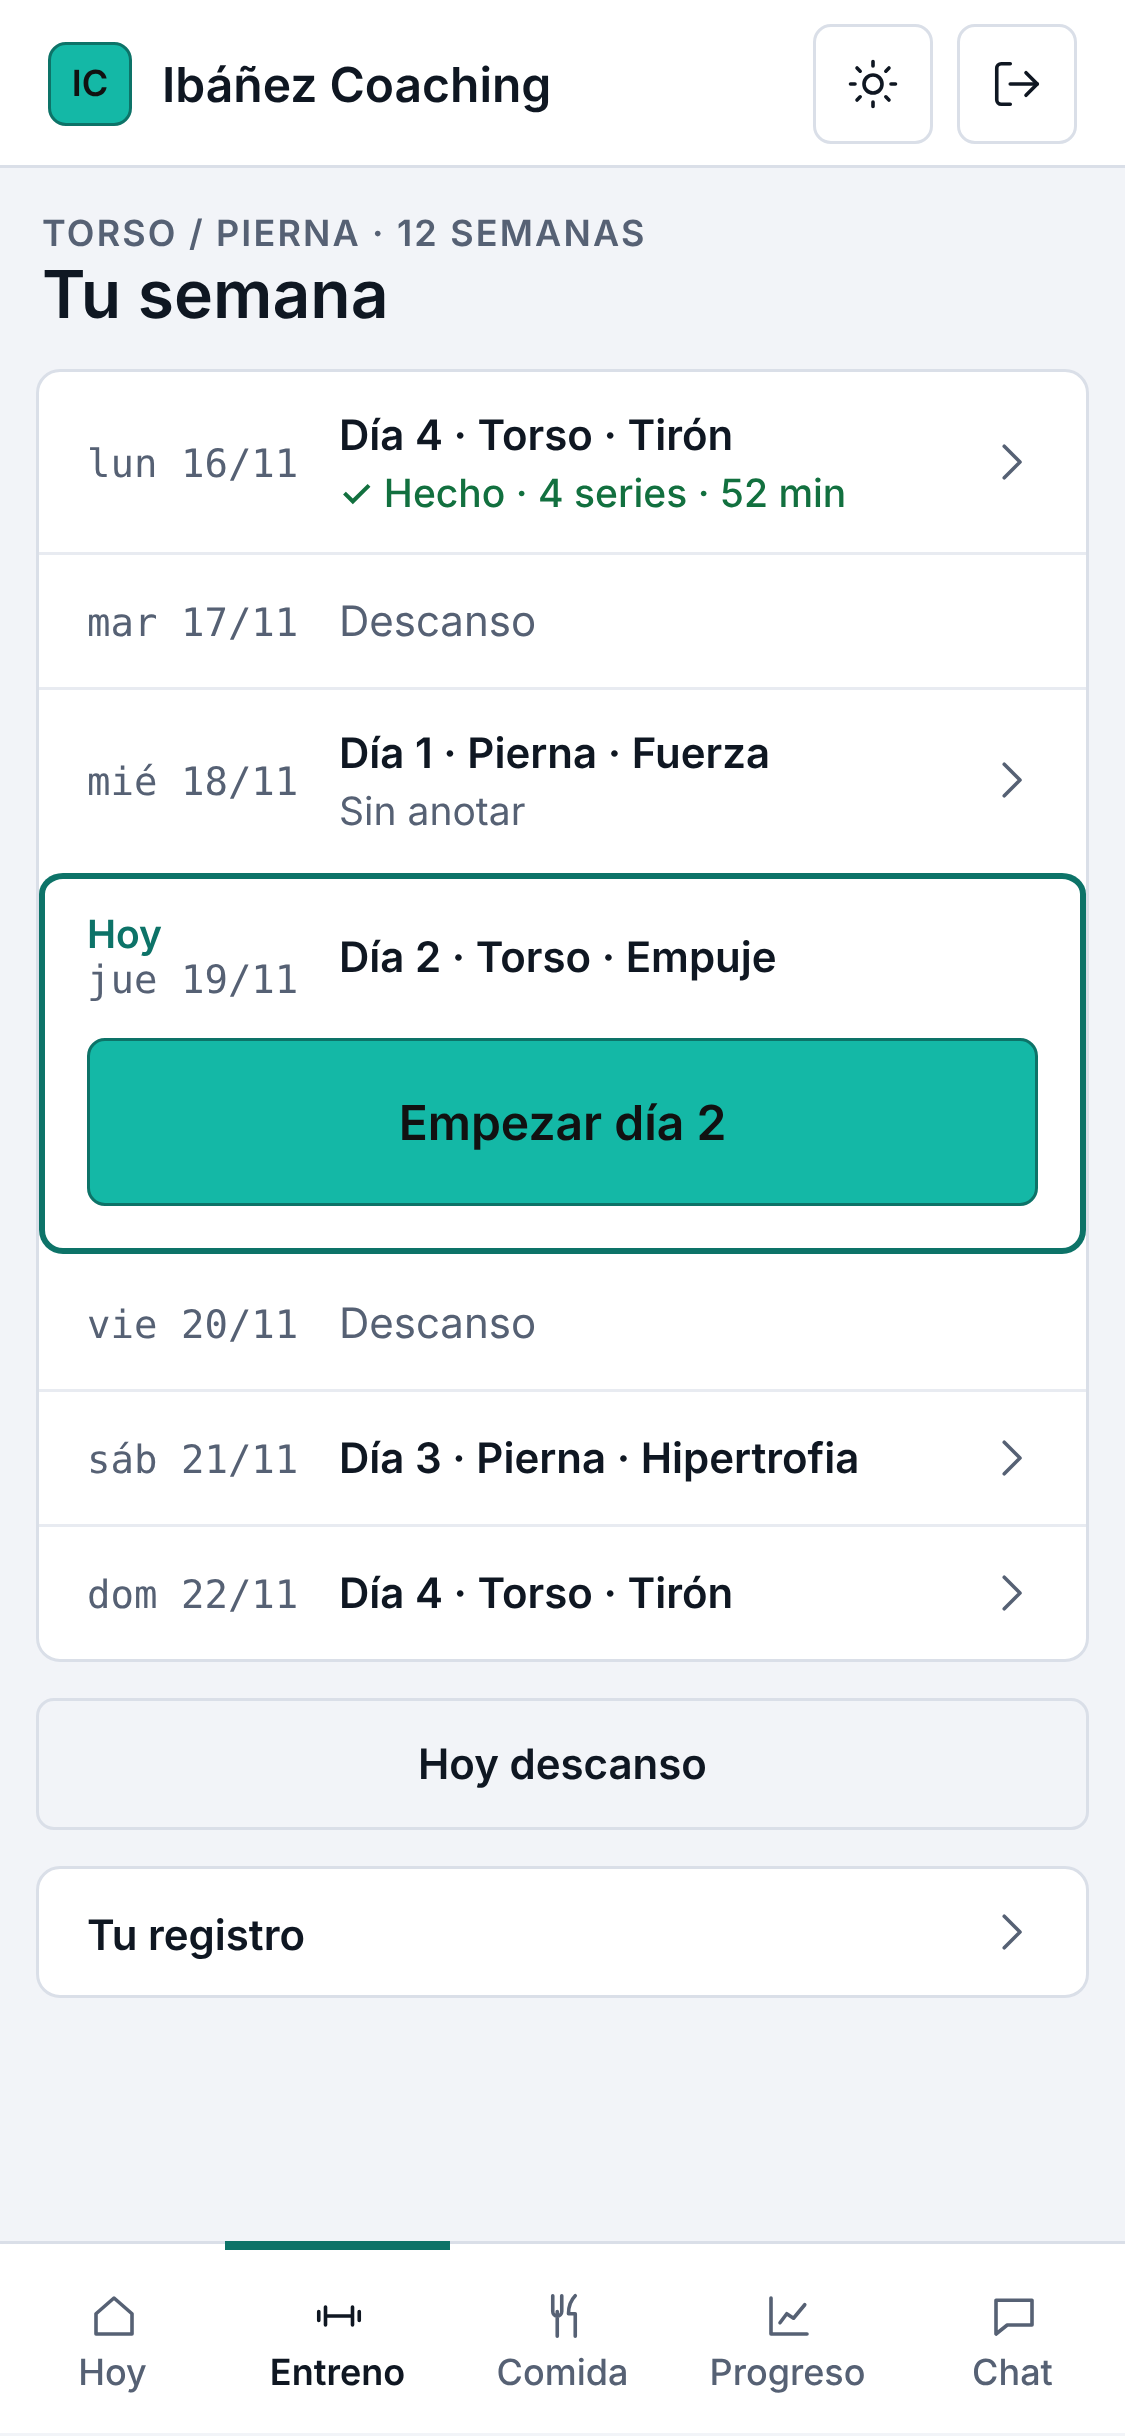 IC
Ibáñez Coaching
TORSO / PIERNA · 12 SEMANAS
Tu semana
lun 16/11
Día 4 · Torso · Tirón
✓ Hecho · 4 series · 52 min
mar 17/11
Descanso
mié 18/11
Día 1 · Pierna · Fuerza
Sin anotar
Hoy
jue 19/11
Día 2 · Torso · Empuje
Empezar día 2
vie 20/11
Descanso
sáb 21/11
Día 3 · Pierna · Hipertrofia
dom 22/11
Día 4 · Torso · Tirón
Hoy descanso
Tu registro
Hoy
Entreno
Comida
Progreso
Chat